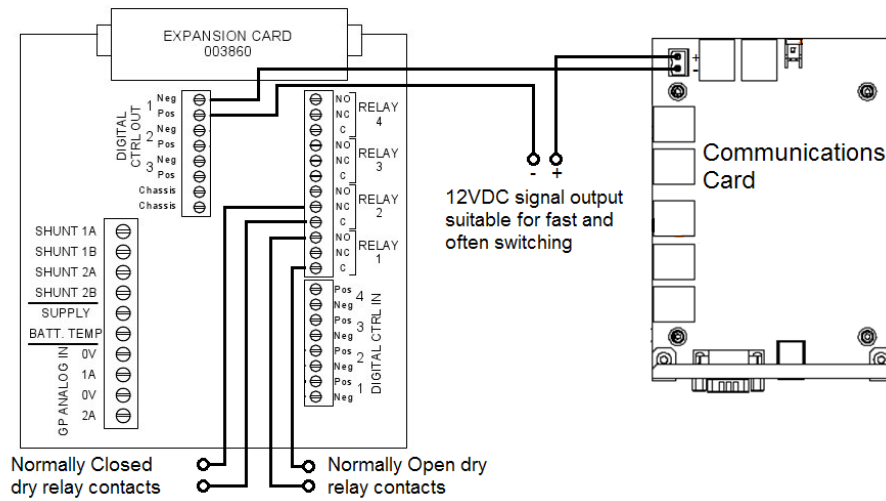 EXPANSION CARD
003860
DIGITAL
CTRL OUT
1
Neg
Pos
2
Neg
Pos
3
Neg
Pos
Chassis
Chassis
NO
NC
C
RELAY
4
NO
NC
C
RELAY
3
NO
NC
C
RELAY
2
NO
NC
C
RELAY
1
SHUNT 1A
SHUNT 1B
SHUNT 2A
SHUNT 2B
SUPPLY
BATT. TEMP
GP ANALOG IN
0V
1A
0V
2A
Pos
Neg
4
Pos
Neg
3
Pos
Neg
2
Pos
Neg
1
DIGITAL CTRL IN
+
-
Communications
Card
- +
12VDC signal output
suitable for fast and
often switching
Normally Closed
dry relay contacts
Normally Open dry
relay contacts